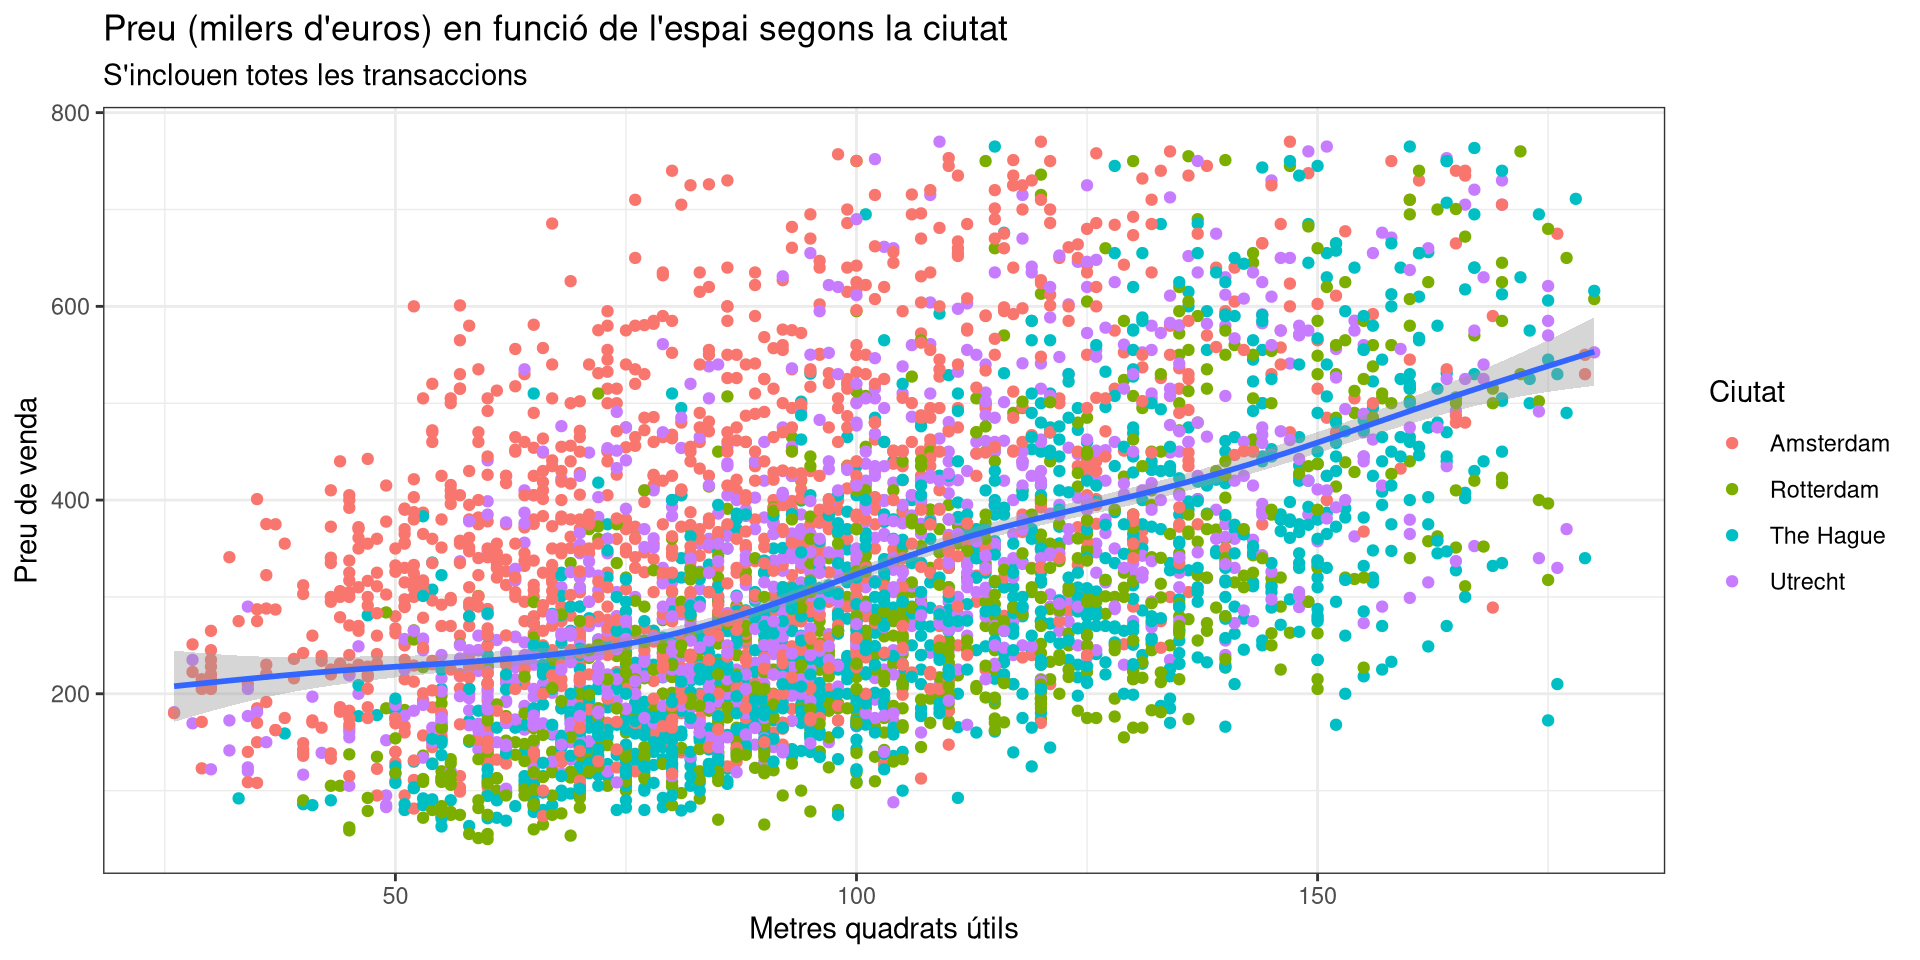 Preu (milers d'euros) en funció de l'espai segons la ciutat
S'inclouen totes les transaccions
800
600
400
200
Preu de venda
50
100
150
Metres quadrats útils
Ciutat
Amsterdam
Rotterdam
The Hague
Utrecht